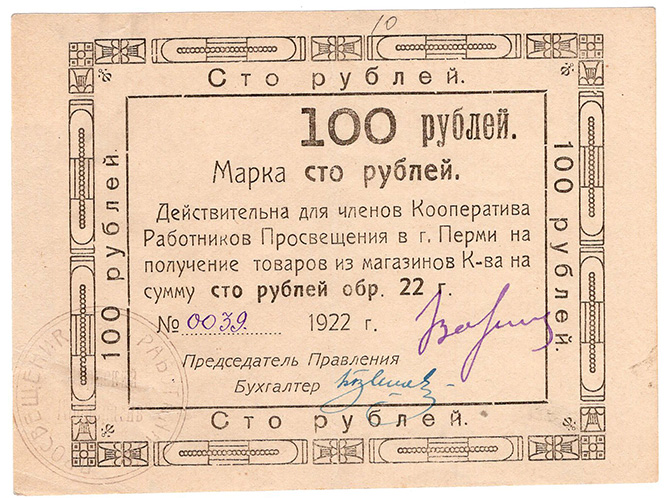 10
Сто рублей.
100 рублей.
100 рублей.
100 рублей.
Марка сто рублей.
Действительна для членов Кооператива
Работников Просвещения в г. Перми на
получение товаров из магазинов К-ва на
сумму сто рублей обр. 22 г.
№ 0039. 1922 г.
Председатель Правления
Бухгалтер
Сто рублей.